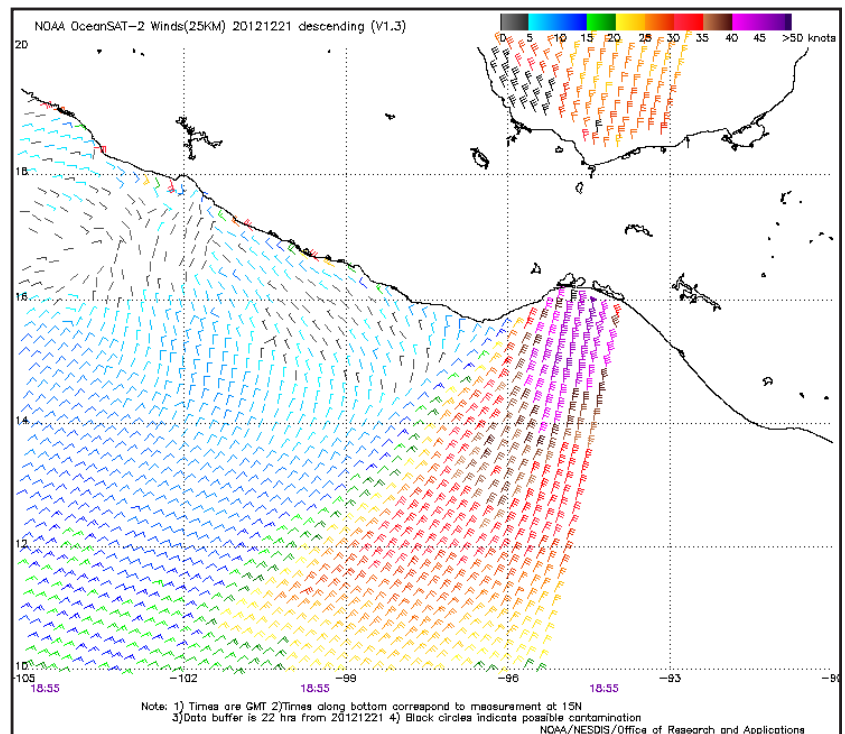 NOAA OceanSAT-2 Winds(25KM) 20121221 descending (V1.3)
0 5 10 15 20 25 30 35 40 45 >50 knots
20
18
16
14
12
10
-105 -102 -99 -96 -93 -90
18:55 18:55 18:55
Note: 1) Times are GMT 2)Times along bottom correspond to measurement at 15N
3)Data buffer is 22 hrs from 20121221 4) Black circles indicate possible contamination
NOAA/NESDIS/Office of Research and Applications